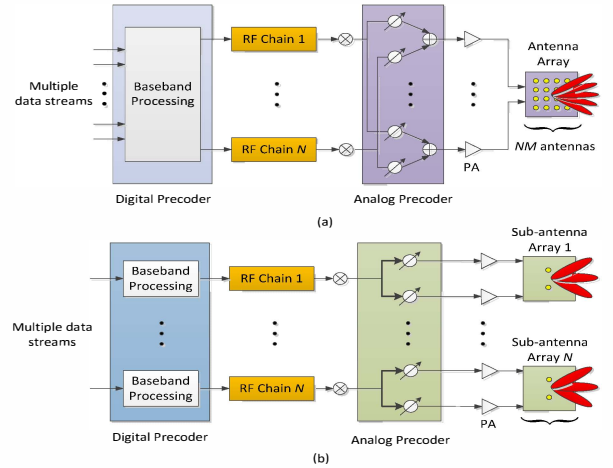 Multiple
data streams
Baseband
Processing
RF Chain 1
RF Chain N
Antenna
Array
NM antennas
PA
Digital Precoder
Analog Precoder
(a)
Multiple data
streams
Baseband
Processing
Baseband
Processing
RF Chain 1
RF Chain N
Sub-antenna
Array 1
Sub-antenna
Array N
PA
Digital Precoder
Analog Precoder
(b)